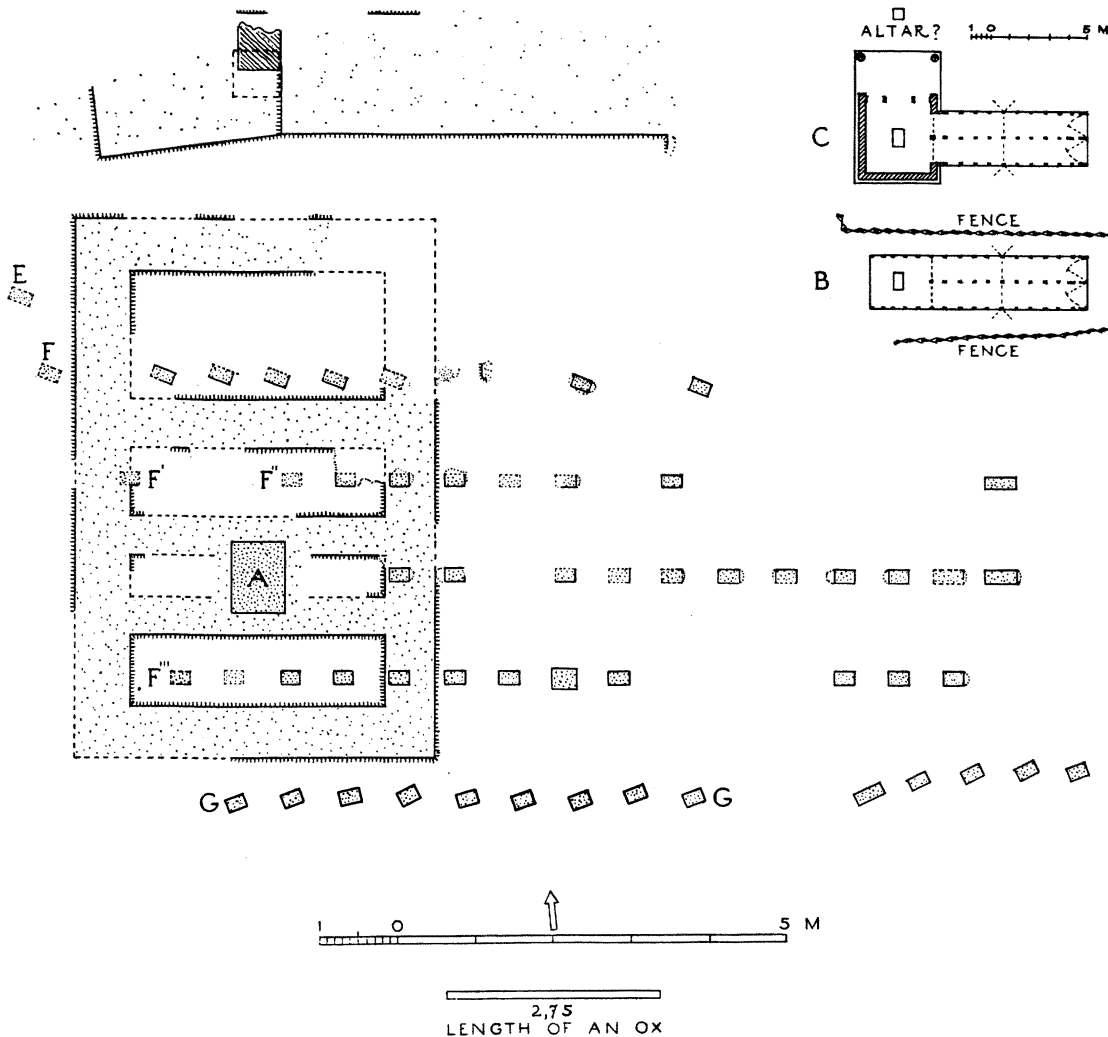 ALTAR?
1 0 5 M
C
FENCE
B
FENCE
E
F
F' F"
A
F'''
G G
1 0 5 M
2,75
LENGTH OF AN OX